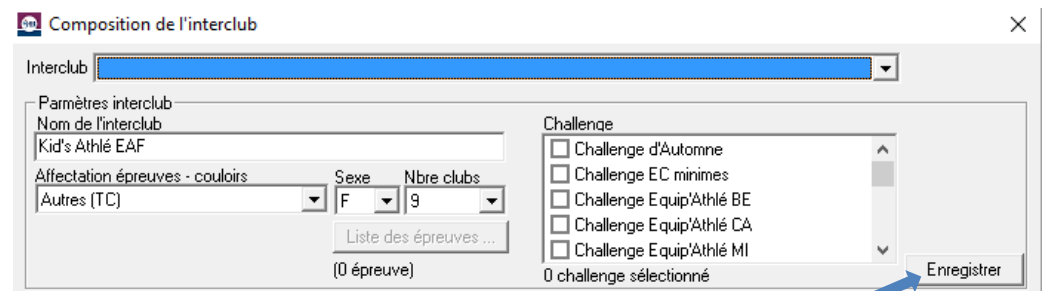 Composition de l'interclub
Interclub
Parmètres interclub
Nom de l'interclub
Kid's Athlé EAF
Affectation épreuves - couloirs
Sexe
Nbre clubs
Autres (TC)
F
9
Liste des épreuves ...
(0 épreuve)
Challenge
Challenge d'Automne
Challenge EC minimes
Challenge Equip'Athlé BE
Challenge Equip'Athlé CA
Challenge Equip'Athlé MI
0 challenge sélectionné
Enregistrer